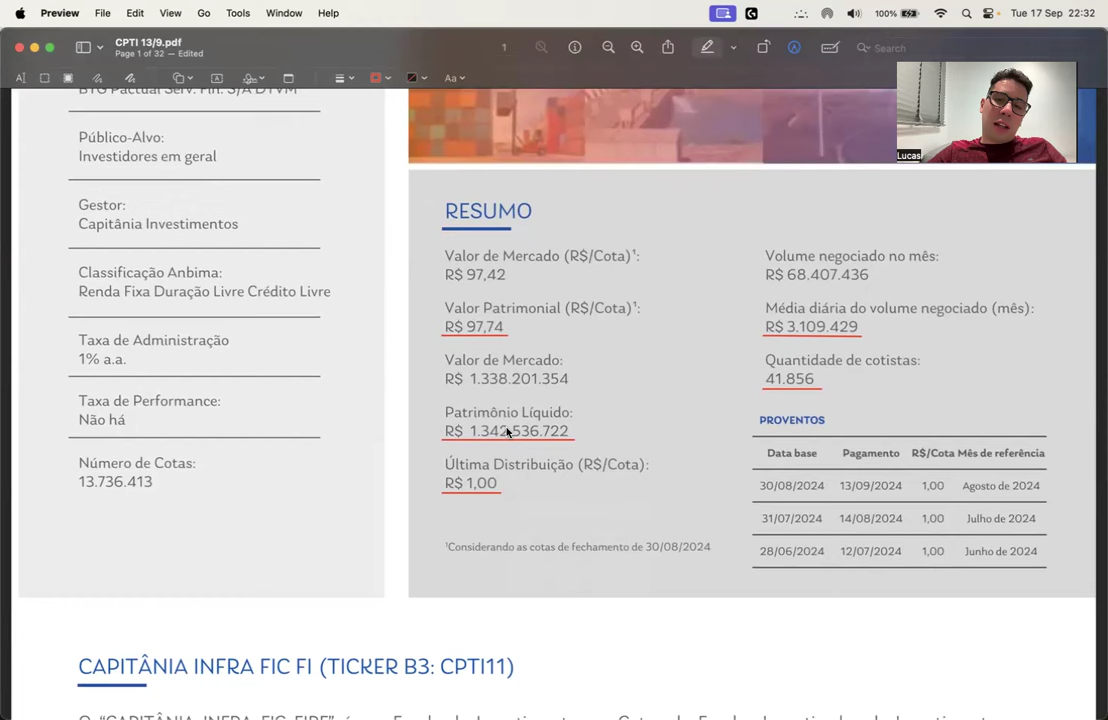 Preview File Edit View Go Tools Window Help
100% Tue 17 Sep 22:32
CPTI 13/9.pdf
Page 1 of 32 — Edited
1
Search
Aa
BTG Pactual Serv. Fin. S/A DTVM
Público-Alvo:
Investidores em geral
Gestor:
Capitânia Investimentos
Classificação Anbima:
Renda Fixa Duração Livre Crédito Livre
Taxa de Administração
1% a.a.
Taxa de Performance:
Não há
Número de Cotas:
13.736.413
Lucas
RESUMO
Valor de Mercado (R$/Cota)¹:
R$ 97,42
Valor Patrimonial (R$/Cota)¹:
R$ 97,74
Valor de Mercado:
R$ 1.338.201.354
Patrimônio Líquido:
R$ 1.342.536.722
Última Distribuição (R$/Cota):
R$ 1,00
¹Considerando as cotas de fechamento de 30/08/2024
Volume negociado no mês:
R$ 68.407.436
Média diária do volume negociado (mês):
R$ 3.109.429
Quantidade de cotistas:
41.856
PROVENTOS
Data base Pagamento R$/Cota Mês de referência
30/08/2024 13/09/2024 1,00 Agosto de 2024
31/07/2024 14/08/2024 1,00 Julho de 2024
28/06/2024 12/07/2024 1,00 Junho de 2024
CAPITÂNIA INFRA FIC FI (TICKER B3: CPTI11)